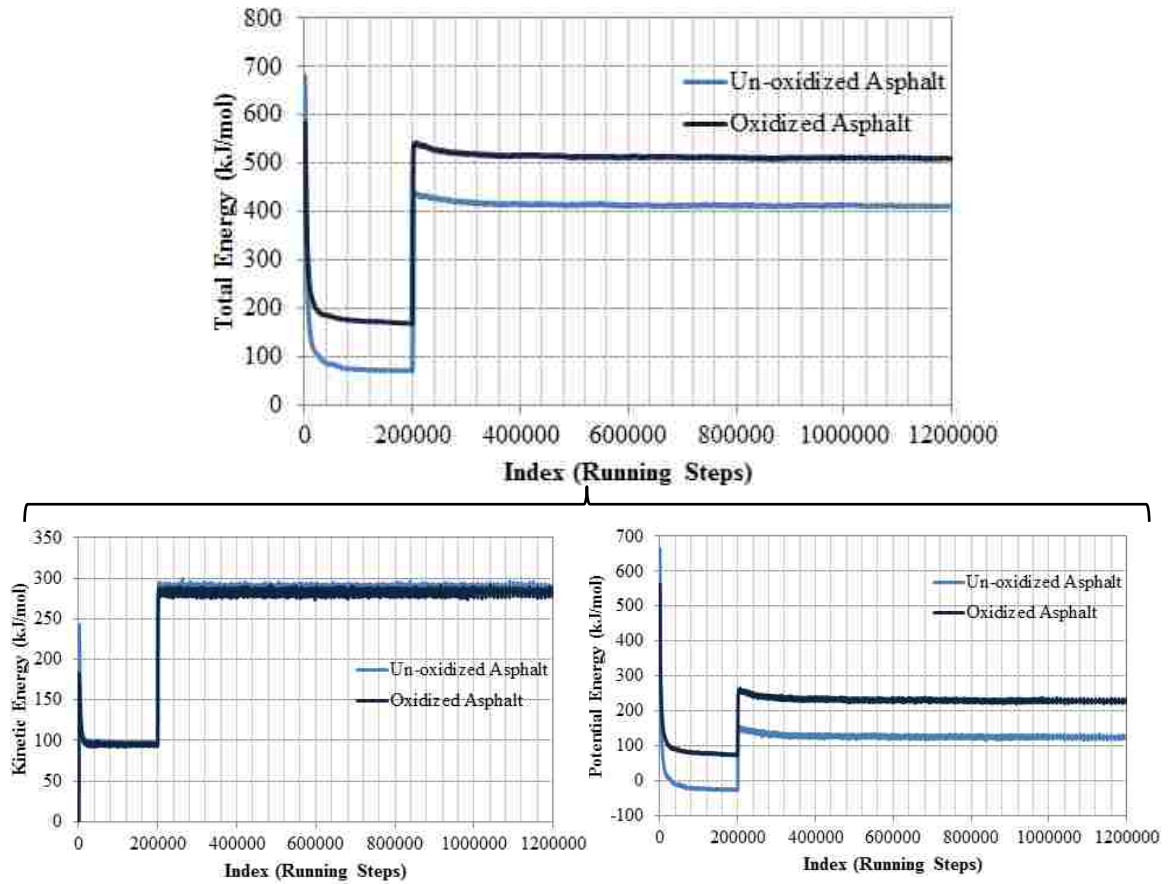 800
700
600
500
400
300
200
100
0
Total Energy (kJ/mol)
Un-oxidized Asphalt
Oxidized Asphalt
0 200000 400000 600000 800000 1000000 1200000
Index (Running Steps)
350
300
250
200
150
100
50
0
Kinetic Energy (kJ/mol)
Un-oxidized Asphalt
Oxidized Asphalt
0 200000 400000 600000 800000 1000000 1200000
Index (Running Steps)
700
600
500
400
300
200
100
0
-100
Potential Energy (kJ/mol)
Un-oxidized Asphalt
Oxidized Asphalt
0 200000 400000 600000 800000 1000000 1200000
Index (Running Steps)